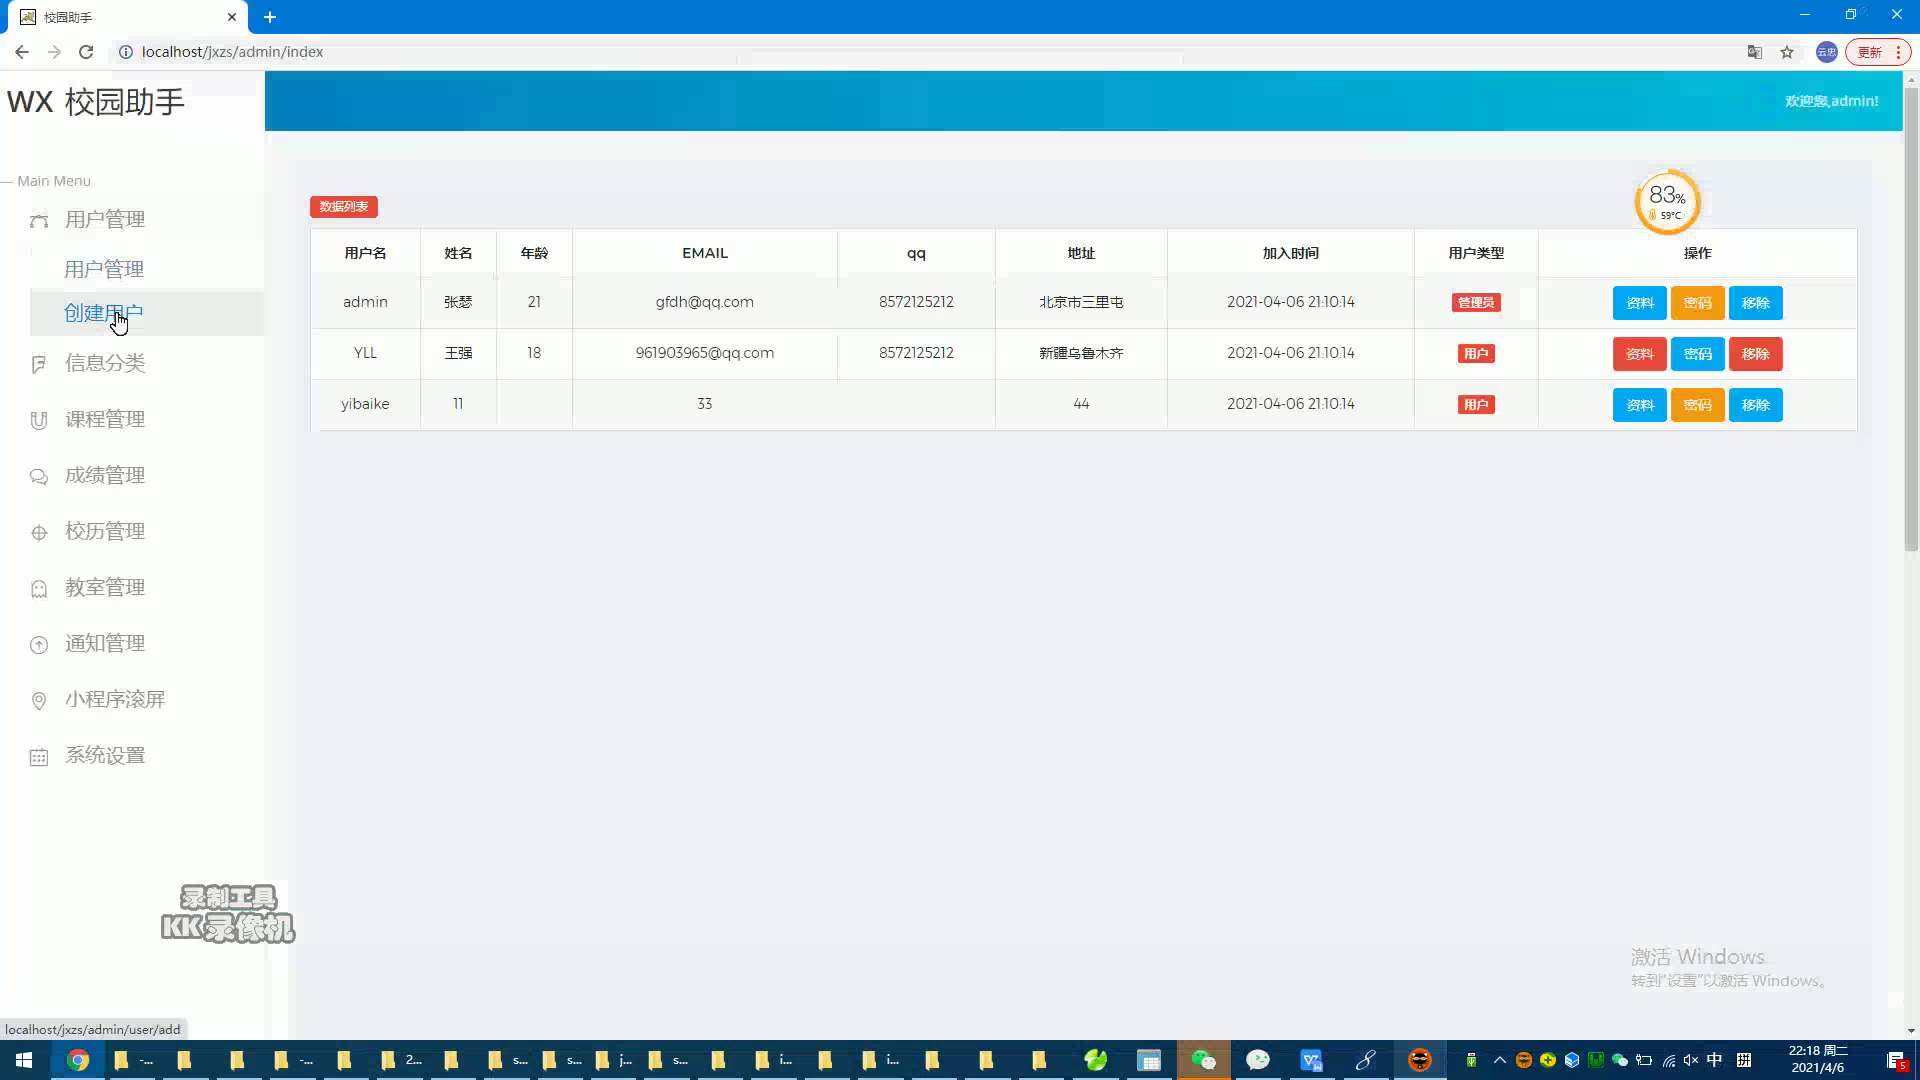 校园助手
localhost/jxzs/admin/index
云忠
更新
WX 校园助手
欢迎您,admin!
Main Menu
用户管理
用户管理
创建用户
信息分类
课程管理
成绩管理
校历管理
教室管理
通知管理
小程序滚屏
系统设置
83%
59°C
数据列表
用户名 姓名 年龄 EMAIL qq 地址 加入时间 用户类型 操作
admin 张瑟 21 gfdh@qq.com 8572125212 北京市三里屯 2021-04-06 21:10:14 管理员 资料 密码 移除
YLL 王强 18 961903965@qq.com 8572125212 新疆乌鲁木齐 2021-04-06 21:10:14 用户 资料 密码 移除
yibaike 11 33 44 2021-04-06 21:10:14 用户 资料 密码 移除
录制工具
KK录像机
激活 Windows
转到"设置"以激活 Windows。
localhost/jxzs/admin/user/add
-... -... 2... s... s... j... s... i... i...
中 拼
22:18 周二
2021/4/6
5